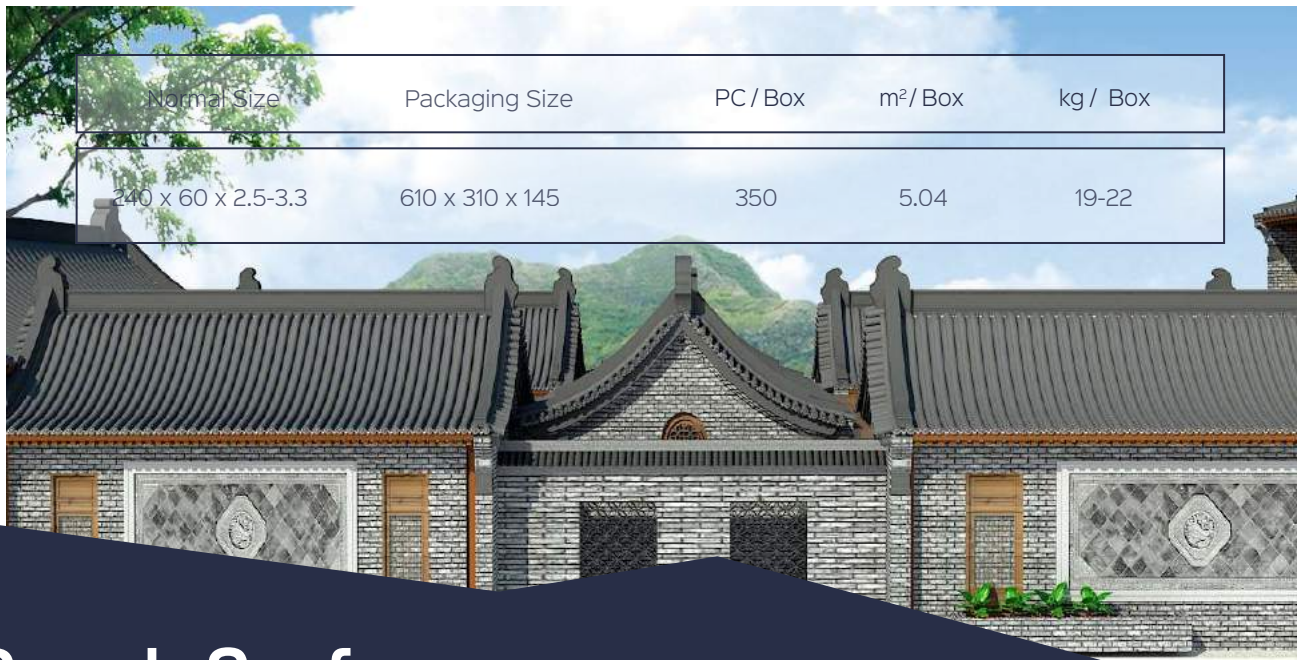 Normal Size Packaging Size PC / Box m²/ Box kg / Box
240 x 60 x 2.5-3.3 610 x 310 x 145 350 5.04 19-22